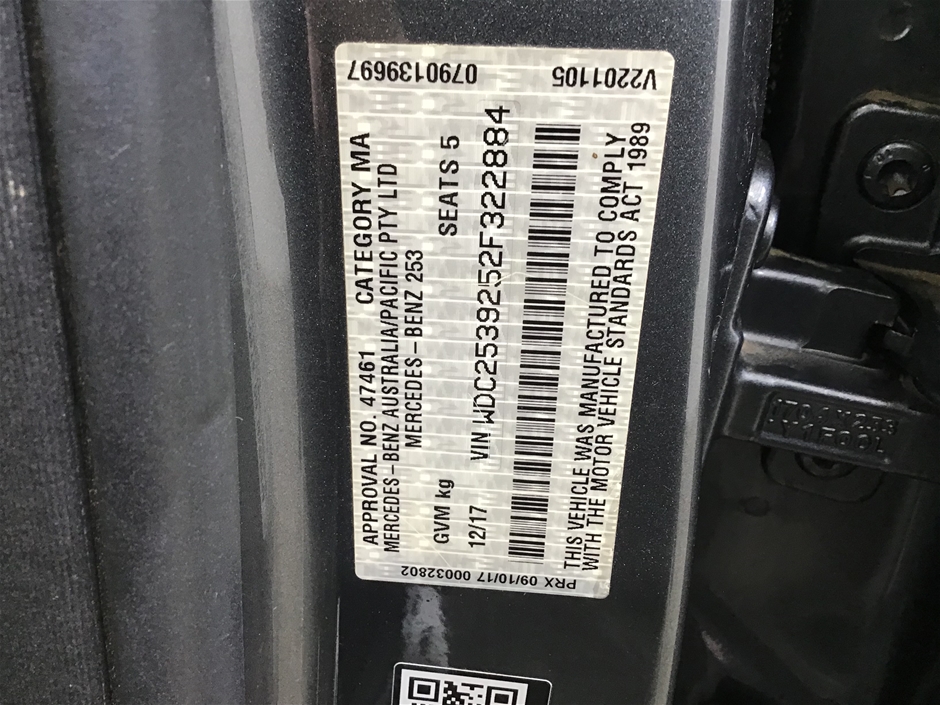 0790139697
V2201105
APPROVAL NO. 47461 CATEGORY MA
MERCEDES-BENZ AUSTRALIA/PACIFIC PTY LTD
MERCEDES-BENZ 253
GVM kg SEATS 5
12/17 VIN WDC2539252F322884
THIS VEHICLE WAS MANUFACTURED TO COMPLY
WITH THE MOTOR VEHICLE STANDARDS ACT 1989
PRX 09/10/17 00032802